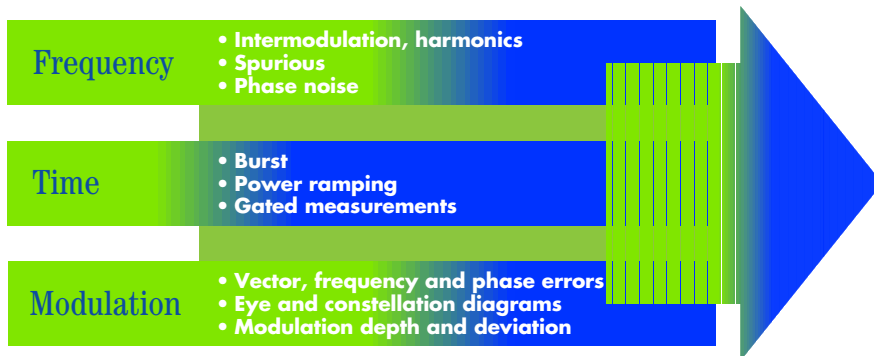 Frequency
• Intermodulation, harmonics
• Spurious
• Phase noise
Time
• Burst
• Power ramping
• Gated measurements
Modulation
• Vector, frequency and phase errors
• Eye and constellation diagrams
• Modulation depth and deviation